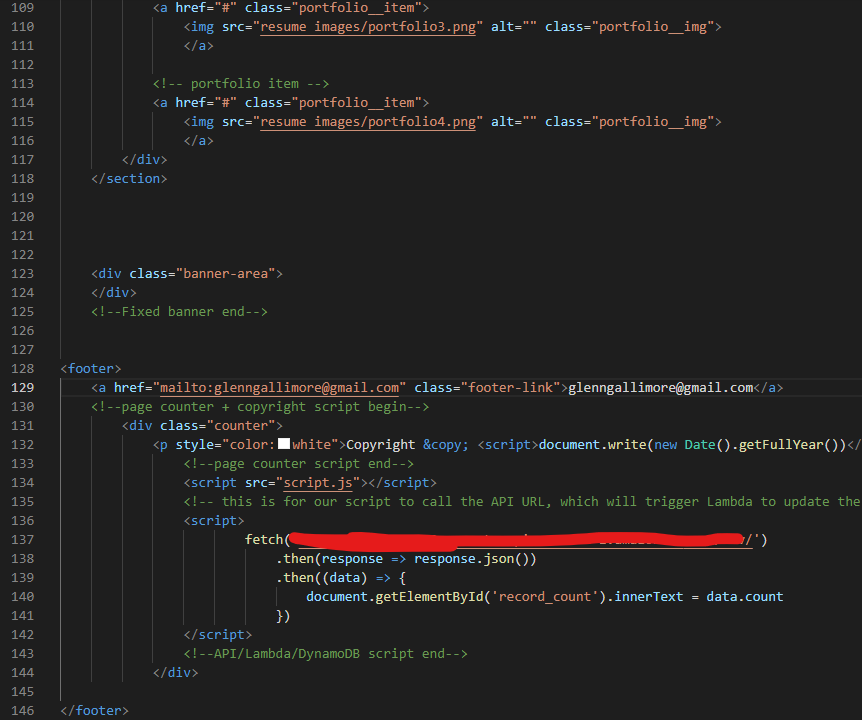 109 <a href="#" class="portfolio__item">
110 <img src="resume images/portfolio3.png" alt="" class="portfolio__img">
111 </a>
112
113 <!-- portfolio item -->
114 <a href="#" class="portfolio__item">
115 <img src="resume images/portfolio4.png" alt="" class="portfolio__img">
116 </a>
117 </div>
118 </section>
119
120
121
122
123 <div class="banner-area">
124 </div>
125 <!--Fixed banner end-->
126
127
128 <footer>
129 <a href="mailto:glenngallimore@gmail.com" class="footer-link">glenngallimore@gmail.com</a>
130 <!--page counter + copyright script begin-->
131 <div class="counter">
132 <p style="color:white">Copyright &copy; <script>document.write(new Date().getFullYear())</
133 <!--page counter script end-->
134 <script src="script.js"></script>
135 <!-- this is for our script to call the API URL, which will trigger Lambda to update the
136 <script>
137 fetch('/')
138 .then(response => response.json())
139 .then((data) => {
140 document.getElementById('record_count').innerText = data.count
141 })
142 </script>
143 <!--API/Lambda/DynamoDB script end-->
144 </div>
145
146 </footer>